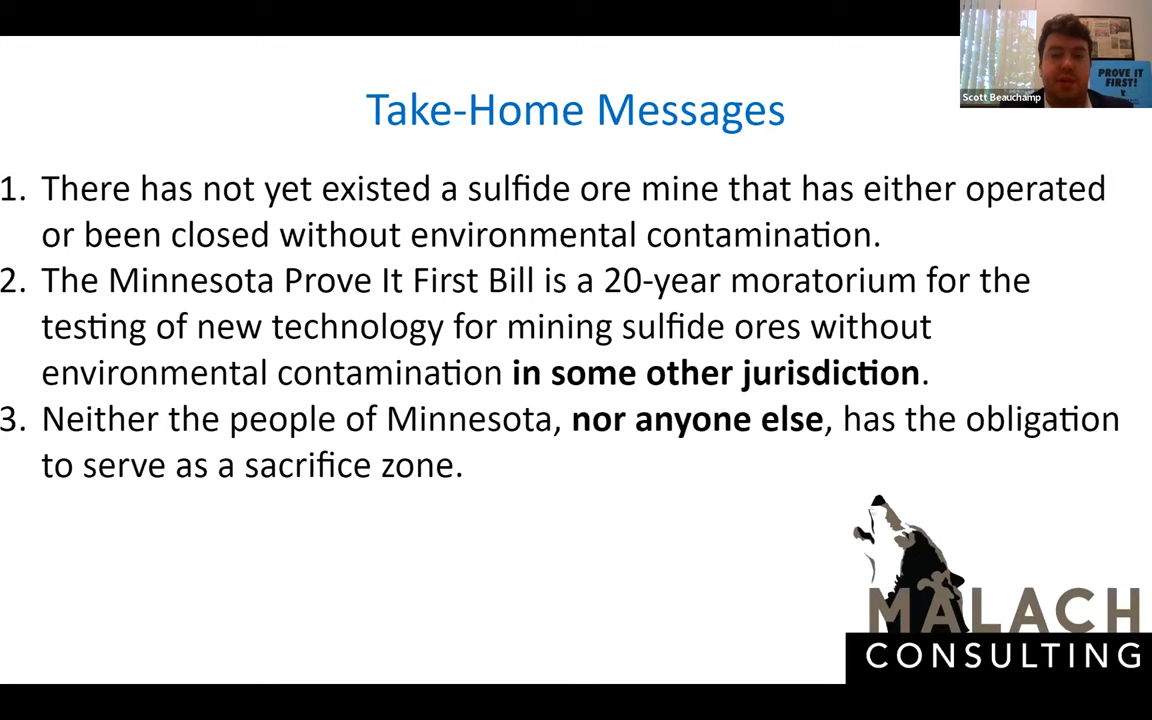 PROVE IT
FIRST!
Scott Beauchamp
Take-Home Messages
1. There has not yet existed a sulfide ore mine that has either operated
or been closed without environmental contamination.
2. The Minnesota Prove It First Bill is a 20-year moratorium for the
testing of new technology for mining sulfide ores without
environmental contamination in some other jurisdiction.
3. Neither the people of Minnesota, nor anyone else, has the obligation
to serve as a sacrifice zone.
MALACH
CONSULTING